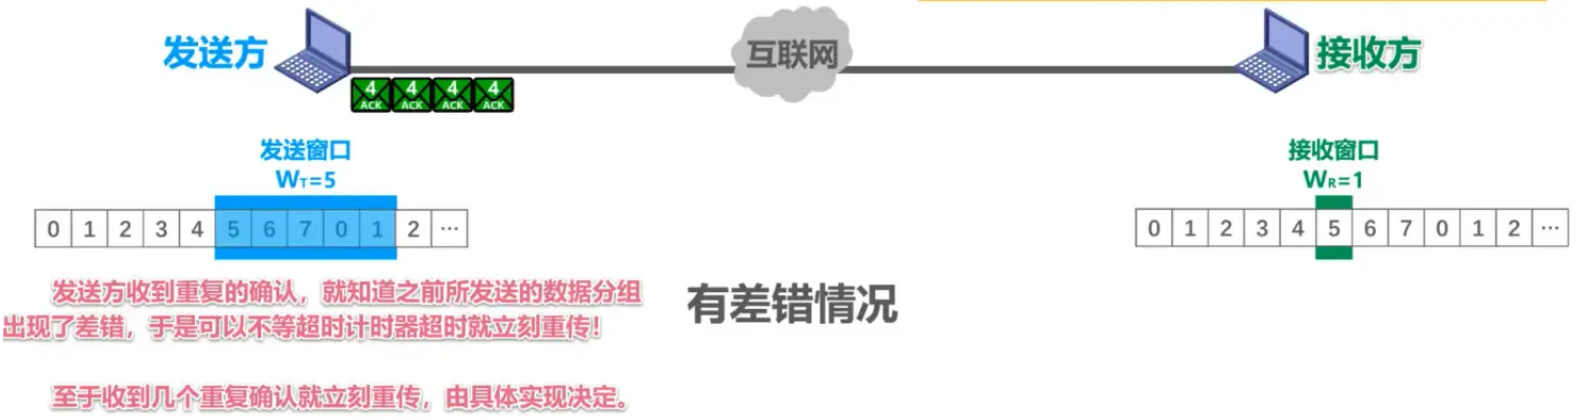 发送方
互联网
接收方
4 ACK 4 ACK 4 ACK 4 ACK
发送窗口
WT=5
接收窗口
WR=1
0 1 2 3 4 5 6 7 0 1 2 ...
0 1 2 3 4 5 6 7 0 1 2 ...
发送方收到重复的确认，就知道之前所发送的数据分组
出现了差错，于是可以不等超时计时器超时就立刻重传！
有差错情况
至于收到几个重复确认就立刻重传，由具体实现决定。